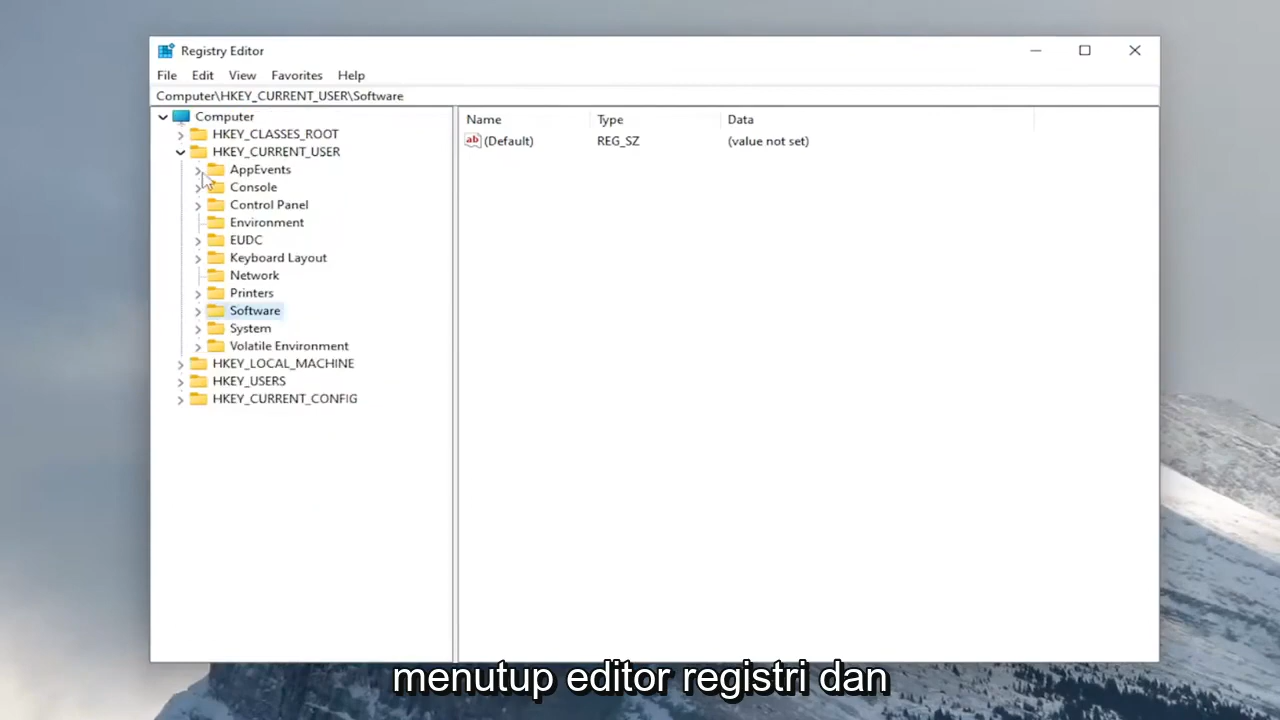 Registry Editor
File Edit View Favorites Help
Computer\HKEY_CURRENT_USER\Software
Computer
HKEY_CLASSES_ROOT
HKEY_CURRENT_USER
AppEvents
Console
Control Panel
Environment
EUDC
Keyboard Layout
Network
Printers
Software
System
Volatile Environment
HKEY_LOCAL_MACHINE
HKEY_USERS
HKEY_CURRENT_CONFIG
Name Type Data
ab (Default) REG_SZ (value not set)
menutup editor registri dan